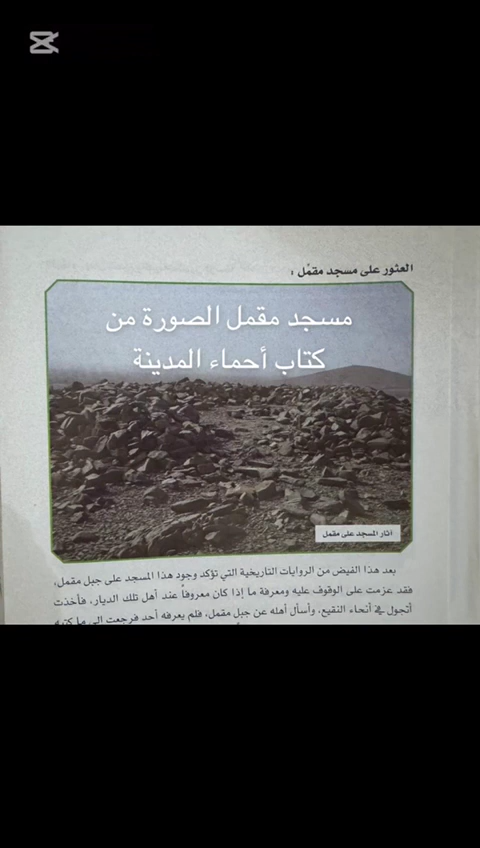 العثور على مسجد مقمّل :
مسجد مقمل الصورة من
كتاب أحماء المدينة
آثار المسجد على مقمل
بعد هذا الفيض من الروايات التاريخية التي تؤكد وجود هذا المسجد على جبل مقمل،
فقد عزمت على الوقوف عليه ومعرفة ما إذا كان معروفاً عند أهل تلك الديار، فأخذت
أتجول في أنحاء النقيع، وأسأل أهله عن جبل مقمل، فلم يعرفه أحد فرجعت إلى ما كتبه